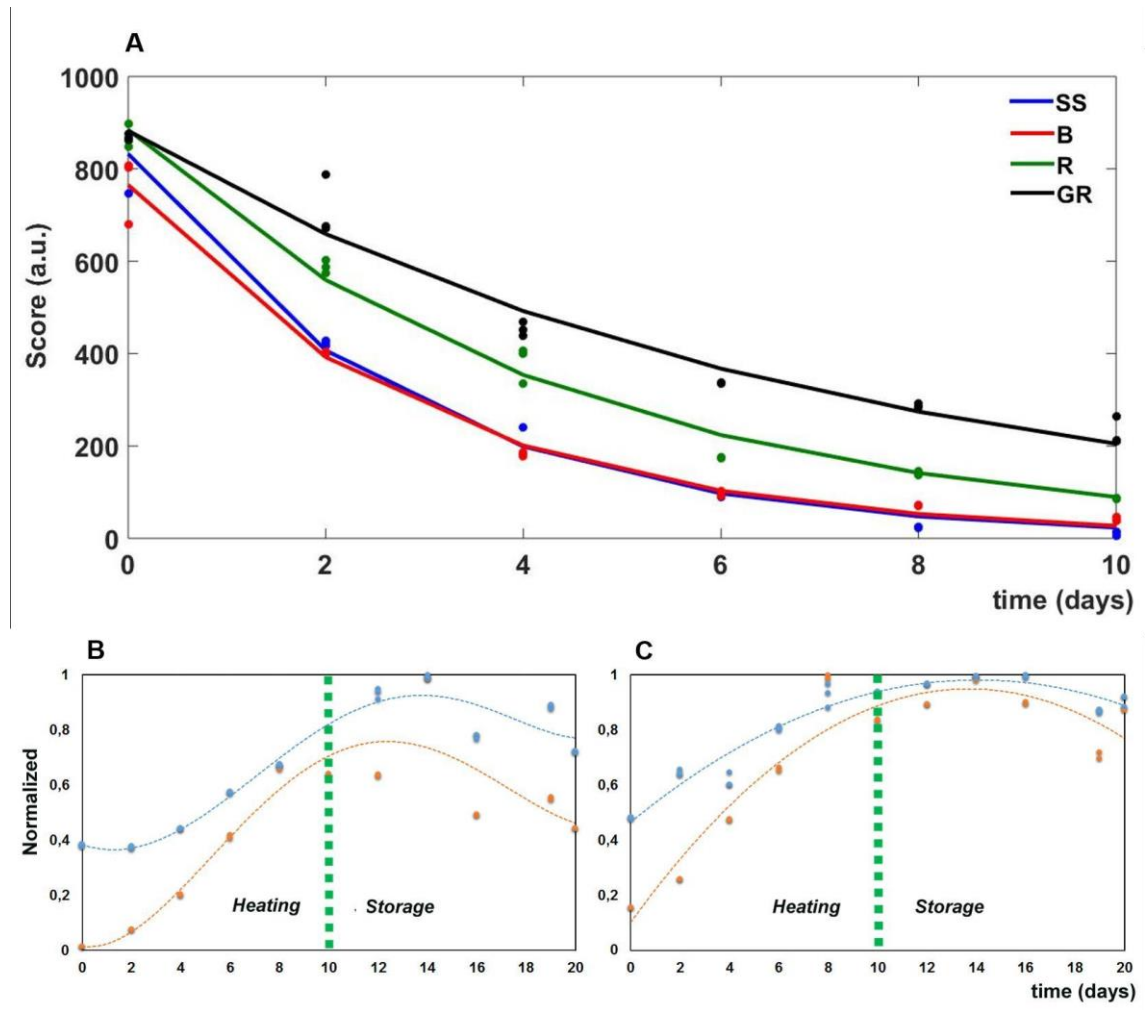 A
1000
800
600
400
200
0
Score (a.u.)
SS
B
R
GR
0 2 4 6 8 10
time (days)
B
1
0,8
0,6
0,4
0,2
0
Normalized
Heating
Storage
0 2 4 6 8 10 12 14 16 18 20
C
1
0,8
0,6
0,4
0,2
0
Heating
Storage
0 2 4 6 8 10 12 14 16 18 20
time (days)